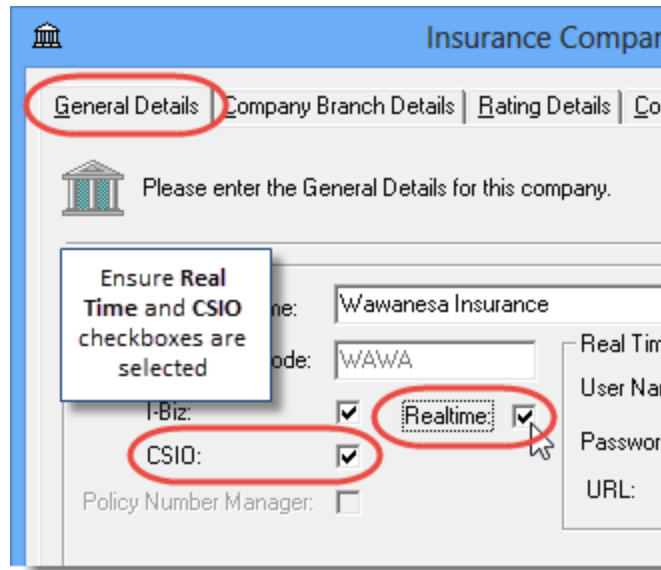 Insurance Compar
General Details Company Branch Details Rating Details Co
Please enter the General Details for this company.
Ensure Real
Time and CSIO
checkboxes are
selected
me: Wawanesa Insurance
ode: WAWA
Real Tim
User Nar
I-Biz: Realtime:
Passwor
CSIO:
URL:
Policy Number Manager: